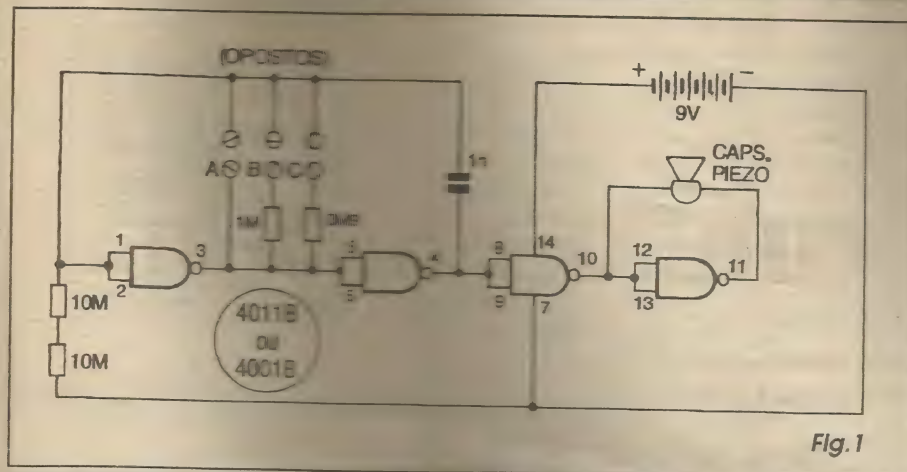 (OPOSTOS)
+
−
9V
CAPS.
PIEZO
A
B
C
1n
1M
1
2
3
4
8
9
14
7
10
12
13
11
10M
10M
4011B
OU
4001B
Fig.1